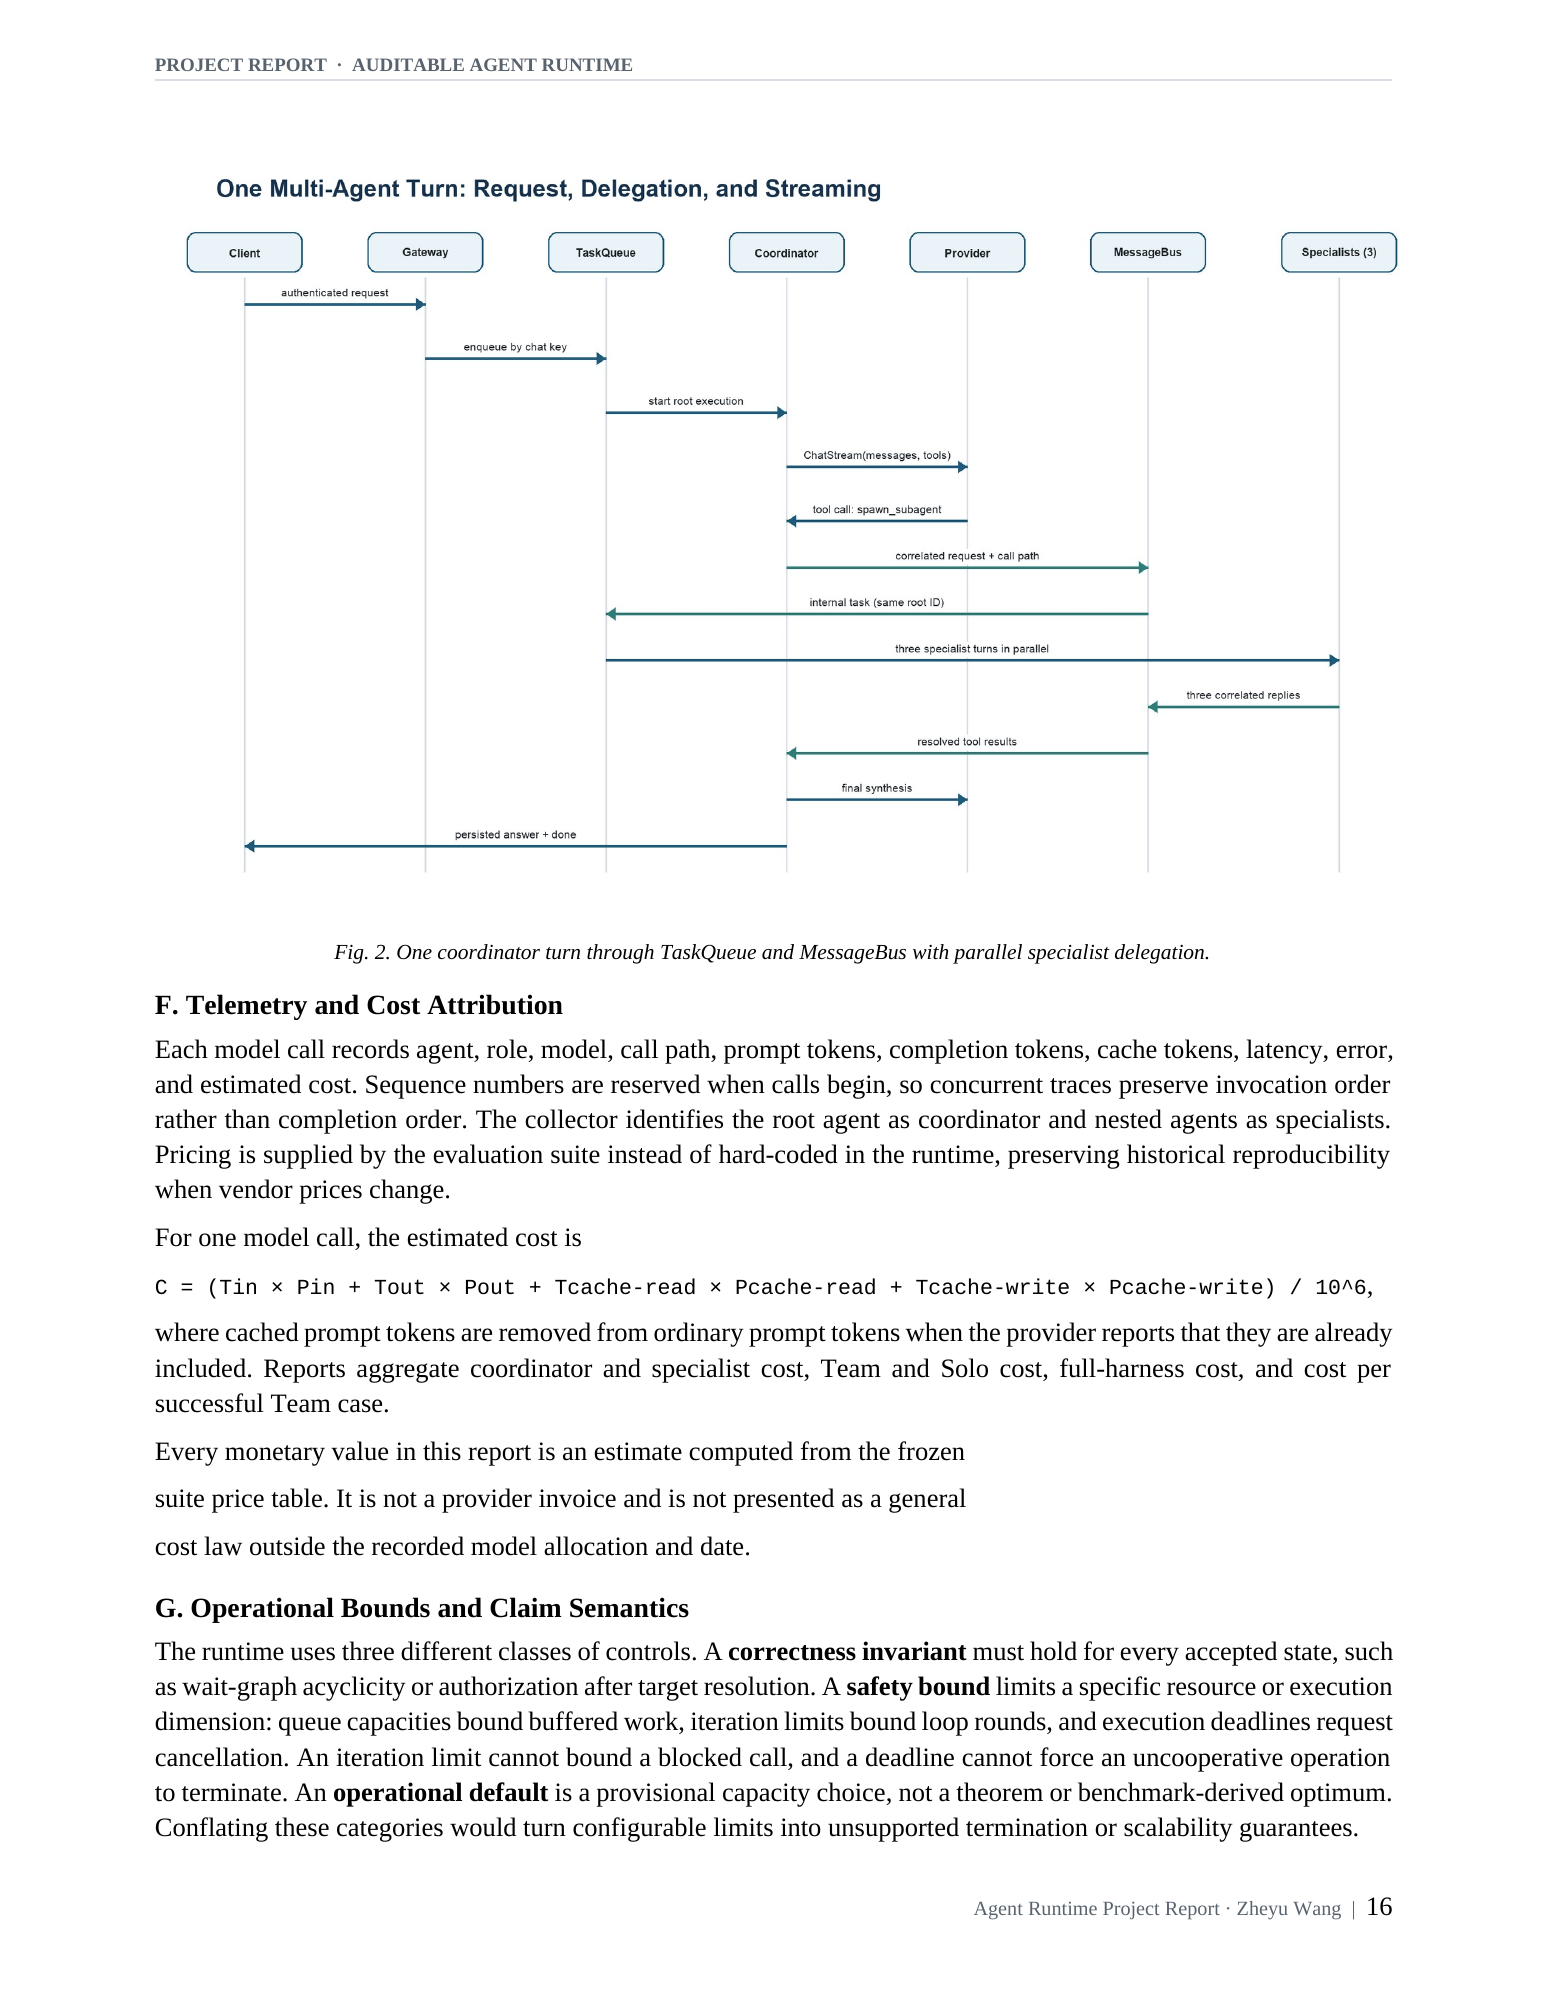 PROJECT REPORT · AUDITABLE AGENT RUNTIME
One Multi-Agent Turn: Request, Delegation, and Streaming
Client
Gateway
TaskQueue
Coordinator
Provider
MessageBus
Specialists (3)
authenticated request
enqueue by chat key
start root execution
ChatStream(messages, tools)
tool call: spawn_subagent
correlated request + call path
internal task (same root ID)
three specialist turns in parallel
three correlated replies
resolved tool results
final synthesis
persisted answer + done
Fig. 2. One coordinator turn through TaskQueue and MessageBus with parallel specialist delegation.
F. Telemetry and Cost Attribution
Each model call records agent, role, model, call path, prompt tokens, completion tokens, cache tokens, latency, error,
and estimated cost. Sequence numbers are reserved when calls begin, so concurrent traces preserve invocation order
rather than completion order. The collector identifies the root agent as coordinator and nested agents as specialists.
Pricing is supplied by the evaluation suite instead of hard-coded in the runtime, preserving historical reproducibility
when vendor prices change.
For one model call, the estimated cost is
C = (Tin × Pin + Tout × Pout + Tcache-read × Pcache-read + Tcache-write × Pcache-write) / 10^6,
where cached prompt tokens are removed from ordinary prompt tokens when the provider reports that they are already
included. Reports aggregate coordinator and specialist cost, Team and Solo cost, full-harness cost, and cost per
successful Team case.
Every monetary value in this report is an estimate computed from the frozen
suite price table. It is not a provider invoice and is not presented as a general
cost law outside the recorded model allocation and date.
G. Operational Bounds and Claim Semantics
The runtime uses three different classes of controls. A correctness invariant must hold for every accepted state, such
as wait-graph acyclicity or authorization after target resolution. A safety bound limits a specific resource or execution
dimension: queue capacities bound buffered work, iteration limits bound loop rounds, and execution deadlines request
cancellation. An iteration limit cannot bound a blocked call, and a deadline cannot force an uncooperative operation
to terminate. An operational default is a provisional capacity choice, not a theorem or benchmark-derived optimum.
Conflating these categories would turn configurable limits into unsupported termination or scalability guarantees.
Agent Runtime Project Report · Zheyu Wang | 16